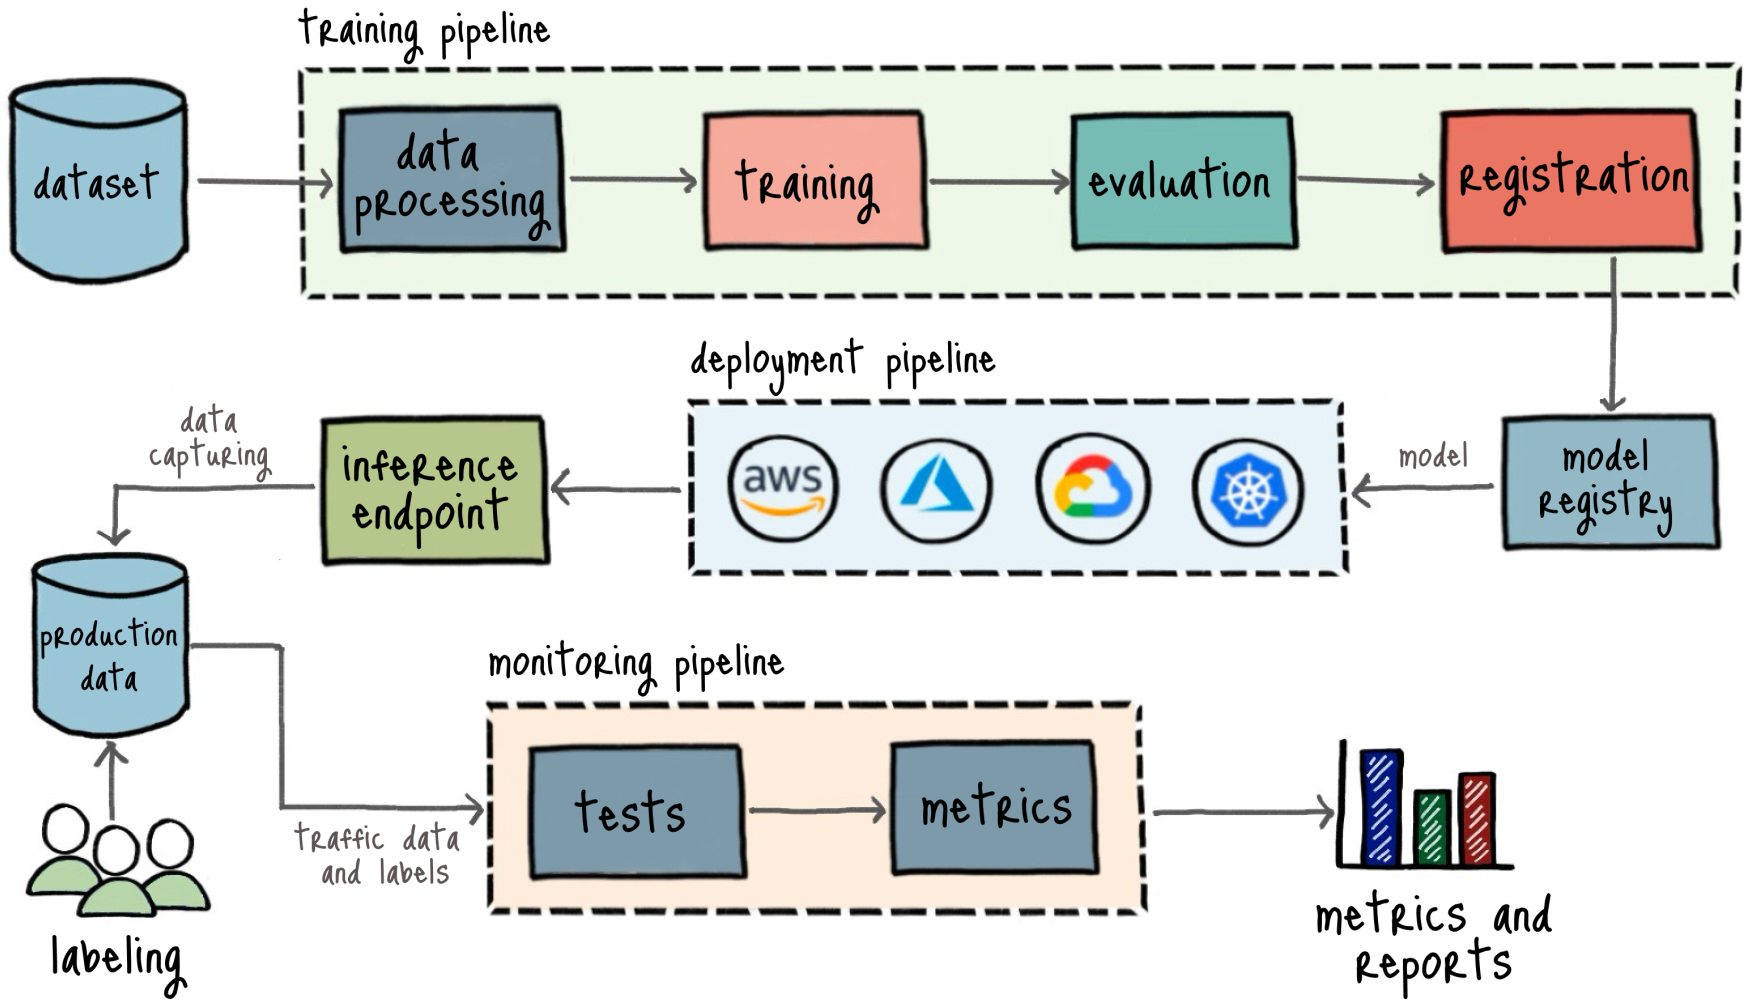 training pipeline
dataset
data
processing
training
evaluation
registration
deployment pipeline
data
capturing
inference
endpoint
aws
model
model
registry
production
data
monitoring pipeline
tests
metrics
traffic data
and labels
labeling
metrics and
reports